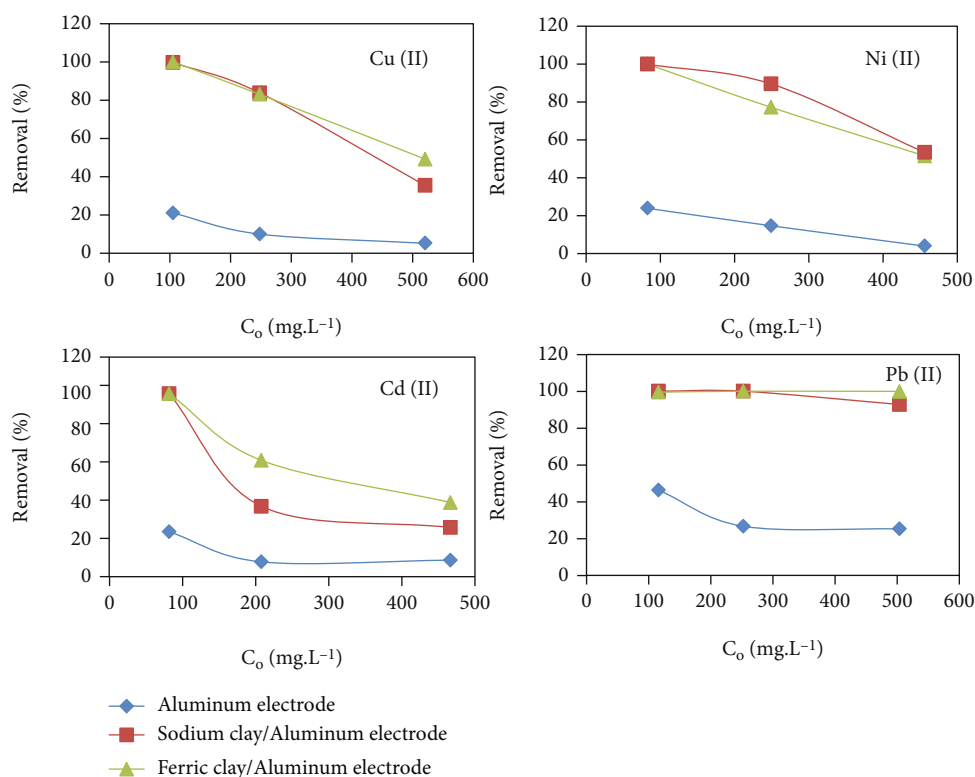 Cu (II)
Removal (%)
120
100
80
60
40
20
0
0 100 200 300 400 500 600
Cₒ (mg.L⁻¹)
Ni (II)
Removal (%)
120
100
80
60
40
20
0
0 100 200 300 400 500
Cₒ (mg.L⁻¹)
Cd (II)
Removal (%)
120
100
80
60
40
20
0
0 100 200 300 400 500
Cₒ (mg.L⁻¹)
Pb (II)
Removal (%)
120
100
80
60
40
20
0
0 100 200 300 400 500 600
Cₒ (mg.L⁻¹)
Aluminum electrode
Sodium clay/Aluminum electrode
Ferric clay/Aluminum electrode